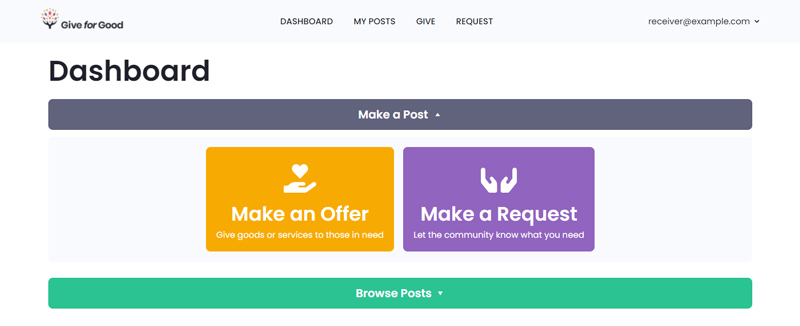 Give for Good
DASHBOARD MY POSTS GIVE REQUEST
receiver@example.com
Dashboard
Make a Post
Make an Offer
Give goods or services to those in need
Make a Request
Let the community know what you need
Browse Posts